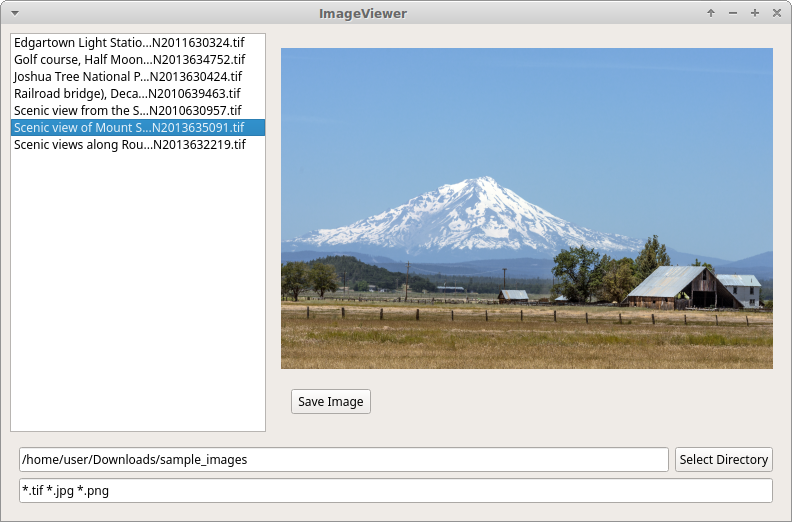 ImageViewer
Edgartown Light Statio...N2011630324.tif
Golf course, Half Moon...N2013634752.tif
Joshua Tree National P...N2013630424.tif
Railroad bridge), Deca...N2010639463.tif
Scenic view from the S...N2010630957.tif
Scenic view of Mount S...N2013635091.tif
Scenic views along Rou...N2013632219.tif
Save Image
/home/user/Downloads/sample_images
Select Directory
*.tif *.jpg *.png